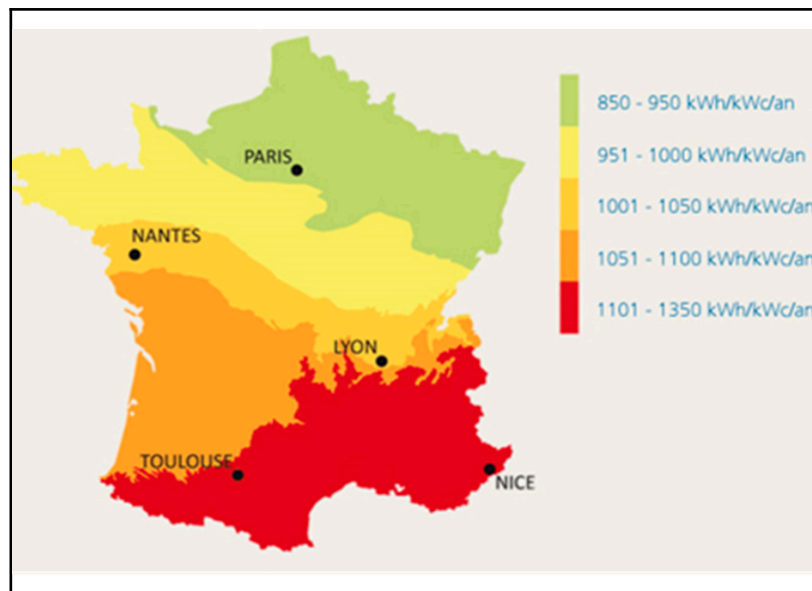 PARIS
NANTES
LYON
TOULOUSE
NICE
850 - 950 kWh/kWc/an
951 - 1000 kWh/kWc/an
1001 - 1050 kWh/kWc/an
1051 - 1100 kWh/kWc/an
1101 - 1350 kWh/kWc/an